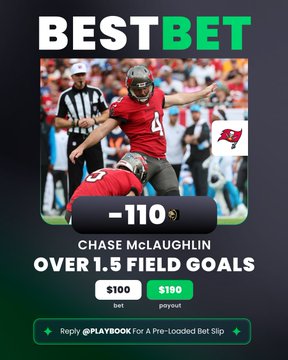 BESTBET
4
-110
CHASE McLAUGHLIN
OVER 1.5 FIELD GOALS
$100 $190
bet payout
Reply @PLAYBOOK For A Pre-Loaded Bet Slip